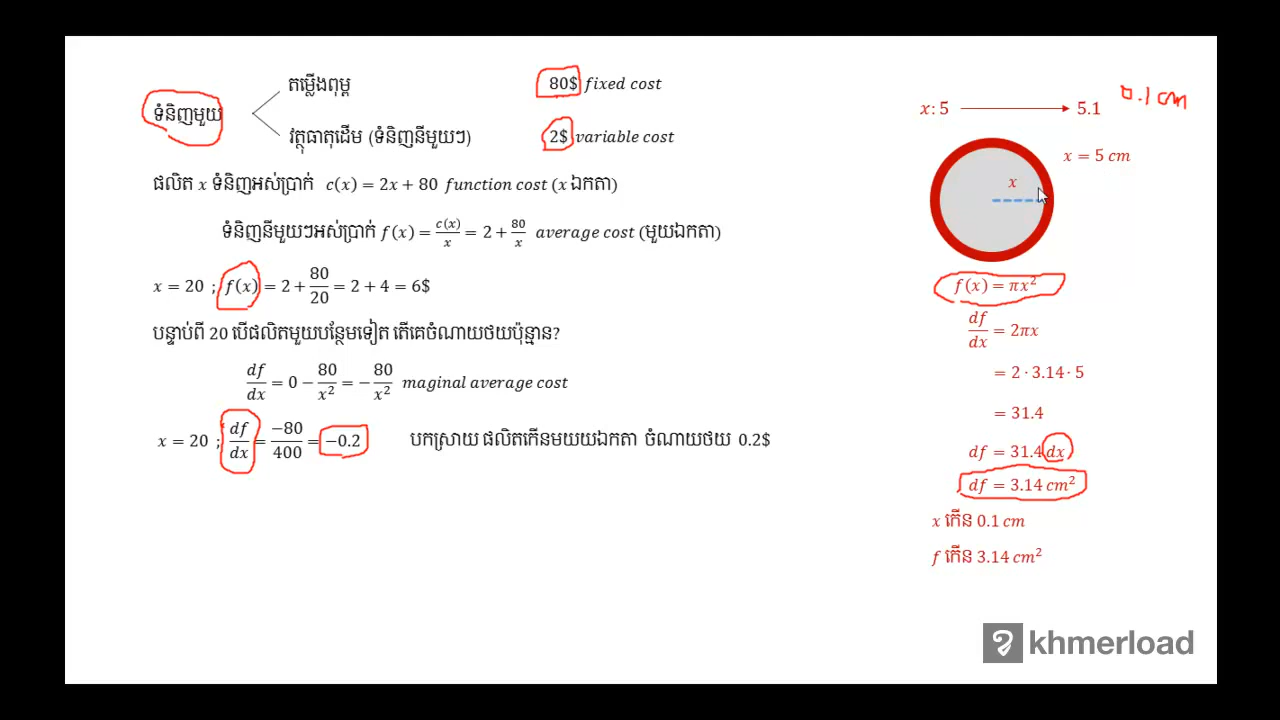 តម្លើងពុម្ព 80$ fixed cost
ទំនិញមួយ
វត្ថុធាតុដើម (ទំនិញនីមួយៗ) 2$ variable cost
ផលិត x ទំនិញអស់ប្រាក់ c(x) = 2x + 80 function cost (x ឯកតា)
ទំនិញនីមួយៗអស់ប្រាក់ f(x) = c(x)/x = 2 + 80/x average cost (មួយឯកតា)
x = 20 ; f(x) = 2 + 80/20 = 2 + 4 = 6$
បន្ទាប់ពី 20 បើផលិតមួយបន្ថែមទៀត តើគេចំណាយថយប៉ុន្មាន?
df/dx = 0 − 80/x² = − 80/x² maginal average cost
x = 20 ; df/dx = −80/400 = −0.2 បកស្រាយ ផលិតកើនមយយឯកតា ចំណាយថយ 0.2$
0.1 cm
x: 5 → 5.1
x = 5 cm
x
f(x) = πx²
df/dx = 2πx
= 2 · 3.14 · 5
= 31.4
df = 31.4 dx
df = 3.14 cm²
x កើន 0.1 cm
f កើន 3.14 cm²
khmerload